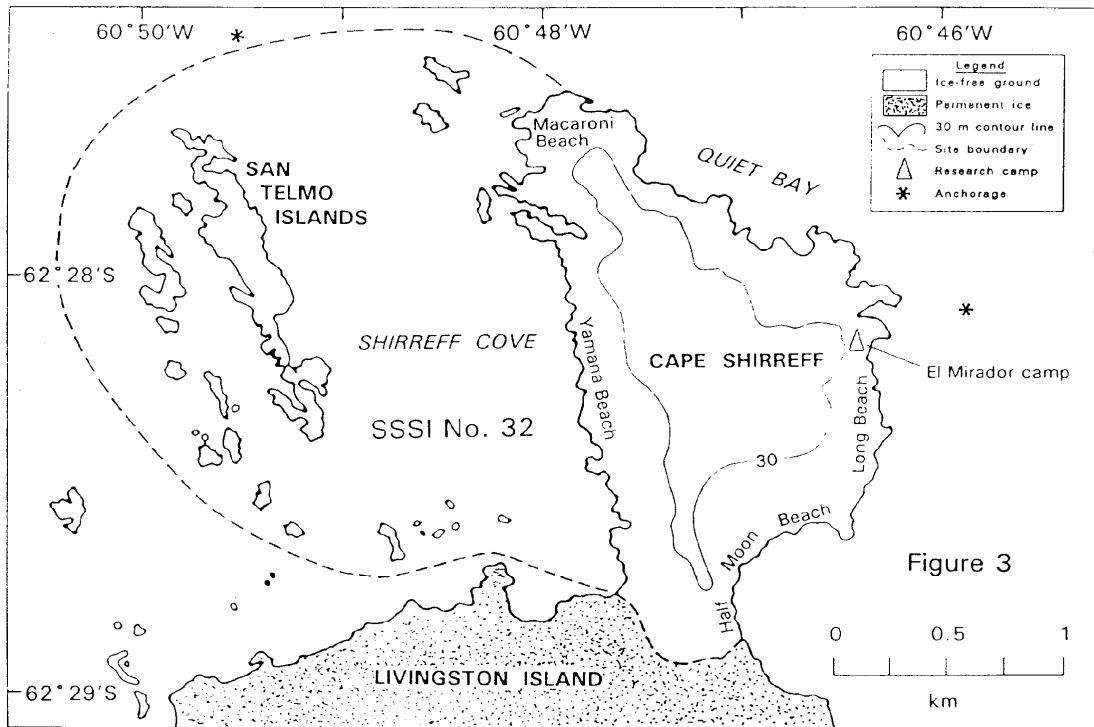 60°50'W
60°48'W
60°46'W
Legend
Ice-free ground
Permanent ice
30 m contour line
Site boundary
Research camp
Anchorage
Macaroni
Beach
QUIET BAY
SAN
TELMO
ISLANDS
62°28'S
SHIRREFF COVE
Yamana Beach
CAPE SHIRREFF
El Mirador camp
SSSI No. 32
Long Beach
30
Half Moon Beach
Figure 3
0 0.5 1
km
LIVINGSTON ISLAND
62°29'S